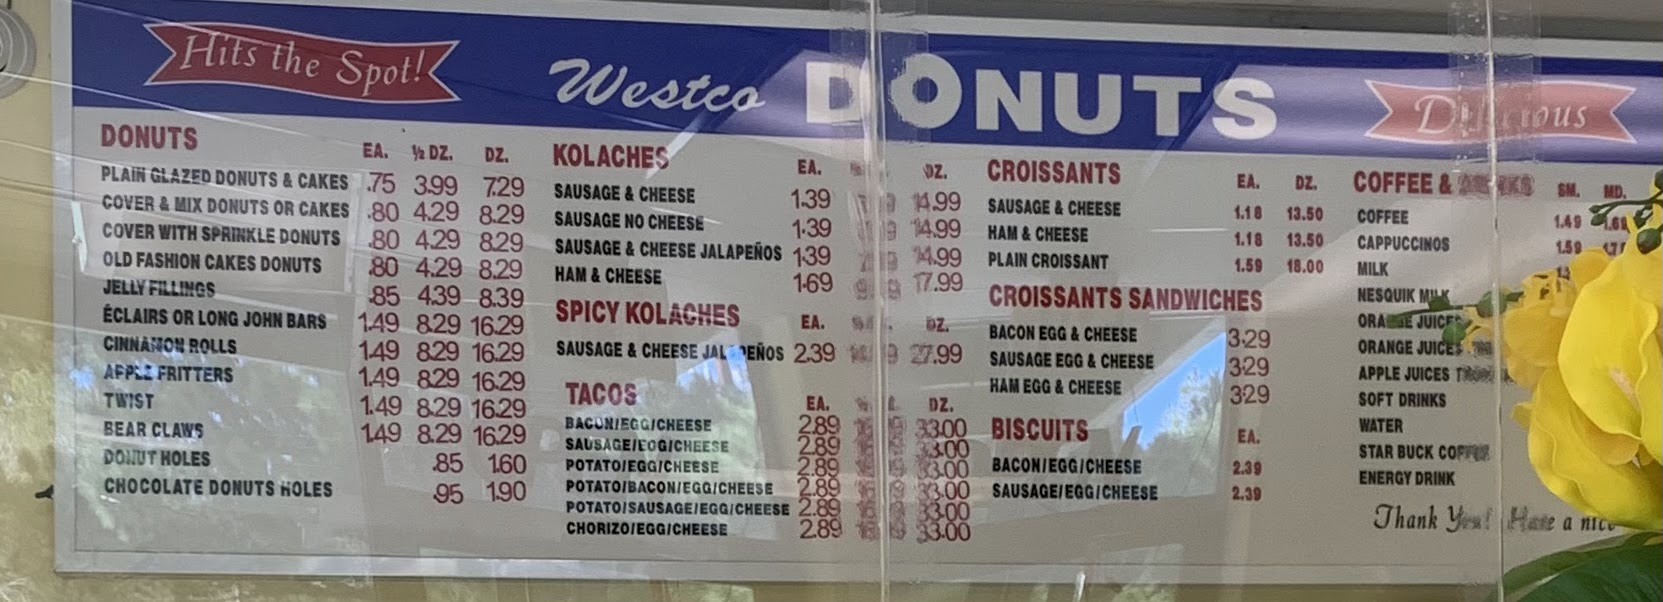 Hits the Spot!
Westco DONUTS
DONUTS EA. ½ DZ. DZ.
PLAIN GLAZED DONUTS & CAKES .75 3.99 7.29
COVER & MIX DONUTS OR CAKES .80 4.29 8.29
COVER WITH SPRINKLE DONUTS .80 4.29 8.29
OLD FASHION CAKES DONUTS .80 4.29 8.29
JELLY FILLINGS .85 4.39 8.39
ÉCLAIRS OR LONG JOHN BARS 1.49 8.29 16.29
CINNAMON ROLLS 1.49 8.29 16.29
APPLE FRITTERS 1.49 8.29 16.29
TWIST 1.49 8.29 16.29
BEAR CLAWS 1.49 8.29 16.29
DONUT HOLES .85 1.60
CHOCOLATE DONUTS HOLES .95 1.90
KOLACHES EA. DZ.
SAUSAGE & CHEESE 1.39 14.99
SAUSAGE NO CHEESE 1.39 14.99
SAUSAGE & CHEESE JALAPEÑOS 1.39 14.99
HAM & CHEESE 1.69 17.99
SPICY KOLACHES EA. DZ.
SAUSAGE & CHEESE JALAPEÑOS 2.39 27.99
TACOS EA. DZ.
BACON/EGG/CHEESE 2.89 33.00
SAUSAGE/EGG/CHEESE 2.89 33.00
POTATO/EGG/CHEESE 2.89 33.00
POTATO/BACON/EGG/CHEESE 2.89 33.00
POTATO/SAUSAGE/EGG/CHEESE 2.89 33.00
CHORIZO/EGG/CHEESE 2.89 33.00
CROISSANTS EA. DZ.
SAUSAGE & CHEESE 1.18 13.50
HAM & CHEESE 1.18 13.50
PLAIN CROISSANT 1.59 18.00
CROISSANTS SANDWICHES
BACON EGG & CHEESE 3.29
SAUSAGE EGG & CHEESE 3.29
HAM EGG & CHEESE 3.29
BISCUITS EA.
BACON/EGG/CHEESE 2.39
SAUSAGE/EGG/CHEESE 2.39
Delicious
COFFEE & DRINKS SM. MD.
COFFEE 1.49
CAPPUCCINOS 1.59
MILK
NESQUIK MILK
ORANGE JUICE
ORANGE JUICES
APPLE JUICES
SOFT DRINKS
WATER
STAR BUCK COFFEE
ENERGY DRINK
Thank You! Have a nice